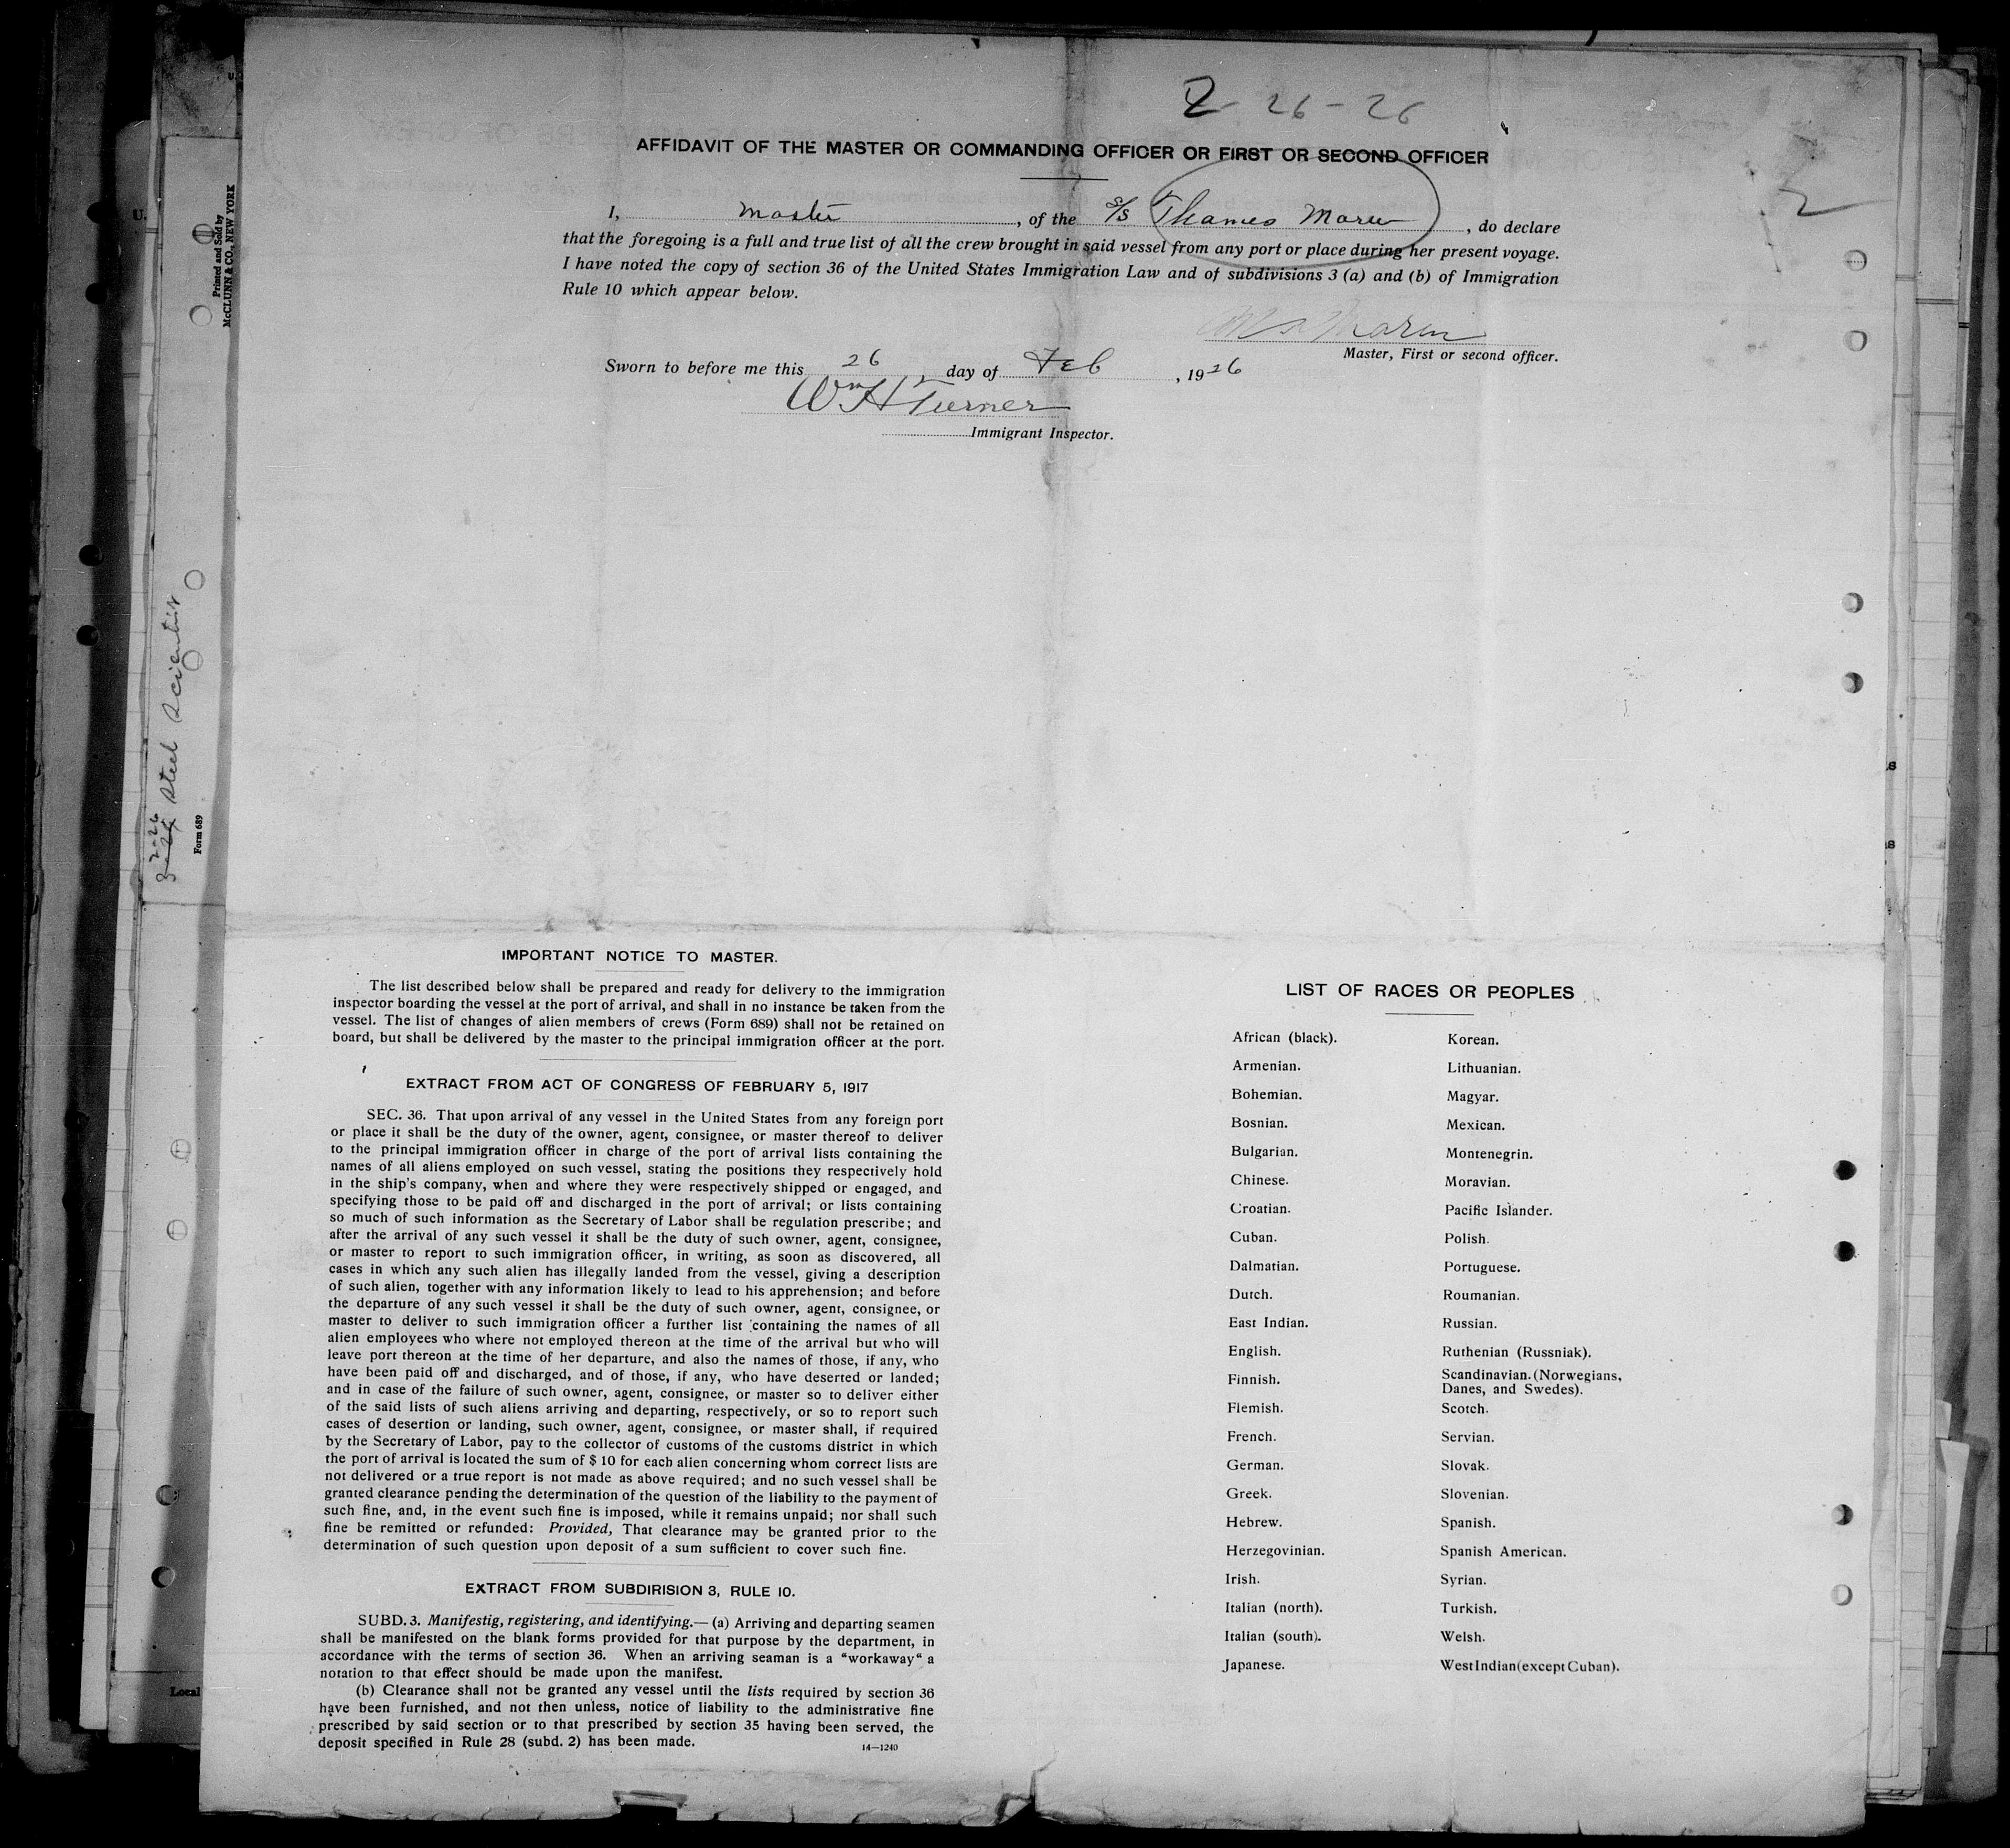 2 26 - 26
AFFIDAVIT OF THE MASTER OR COMMANDING OFFICER OR FIRST OR SECOND OFFICER
I, Master , of the S/S Thames Maru , do declare
that the foregoing is a full and true list of all the crew brought in said vessel from any port or place during her present voyage.
I have noted the copy of section 36 of the United States Immigration Law and of subdivisions 3 (a) and (b) of Immigration
Rule 10 which appear below.
Master, First or second officer.
Sworn to before me this 26 day of Feb , 1926
Wm H Turner
Immigrant Inspector.
2
U.
U.
Printed and Sold by
McCLUNN & CO., NEW YORK
Steel Scientist
Form 689
Local
IMPORTANT NOTICE TO MASTER.
The list described below shall be prepared and ready for delivery to the immigration
inspector boarding the vessel at the port of arrival, and shall in no instance be taken from the
vessel. The list of changes of alien members of crews (Form 689) shall not be retained on
board, but shall be delivered by the master to the principal immigration officer at the port.
EXTRACT FROM ACT OF CONGRESS OF FEBRUARY 5, 1917
SEC. 36. That upon arrival of any vessel in the United States from any foreign port
or place it shall be the duty of the owner, agent, consignee, or master thereof to deliver
to the principal immigration officer in charge of the port of arrival lists containing the
names of all aliens employed on such vessel, stating the positions they respectively hold
in the ship's company, when and where they were respectively shipped or engaged, and
specifying those to be paid off and discharged in the port of arrival; or lists containing
so much of such information as the Secretary of Labor shall be regulation prescribe; and
after the arrival of any such vessel it shall be the duty of such owner, agent, consignee,
or master to report to such immigration officer, in writing, as soon as discovered, all
cases in which any such alien has illegally landed from the vessel, giving a description
of such alien, together with any information likely to lead to his apprehension; and before
the departure of any such vessel it shall be the duty of such owner, agent, consignee, or
master to deliver to such immigration officer a further list containing the names of all
alien employees who where not employed thereon at the time of the arrival but who will
leave port thereon at the time of her departure, and also the names of those, if any, who
have been paid off and discharged, and of those, if any, who have deserted or landed;
and in case of the failure of such owner, agent, consignee, or master so to deliver either
of the said lists of such aliens arriving and departing, respectively, or so to report such
cases of desertion or landing, such owner, agent, consignee, or master shall, if required
by the Secretary of Labor, pay to the collector of customs of the customs district in which
the port of arrival is located the sum of $ 10 for each alien concerning whom correct lists are
not delivered or a true report is not made as above required; and no such vessel shall be
granted clearance pending the determination of the question of the liability to the payment of
such fine, and, in the event such fine is imposed, while it remains unpaid; nor shall such
fine be remitted or refunded: Provided, That clearance may be granted prior to the
determination of such question upon deposit of a sum sufficient to cover such fine.
EXTRACT FROM SUBDIRISION 3, RULE 10.
SUBD. 3. Manifestig, registering, and identifying.— (a) Arriving and departing seamen
shall be manifested on the blank forms provided for that purpose by the department, in
accordance with the terms of section 36. When an arriving seaman is a "workaway" a
notation to that effect should be made upon the manifest.
(b) Clearance shall not be granted any vessel until the lists required by section 36
have been furnished, and not then unless, notice of liability to the administrative fine
prescribed by said section or to that prescribed by section 35 having been served, the
deposit specified in Rule 28 (subd. 2) has been made.
14—1240
LIST OF RACES OR PEOPLES
African (black). Korean.
Armenian. Lithuanian.
Bohemian. Magyar.
Bosnian. Mexican.
Bulgarian. Montenegrin.
Chinese. Moravian.
Croatian. Pacific Islander.
Cuban. Polish.
Dalmatian. Portuguese.
Dutch. Roumanian.
East Indian. Russian.
English. Ruthenian (Russniak).
Finnish. Scandinavian.(Norwegians,
Danes, and Swedes).
Flemish. Scotch.
French. Servian.
German. Slovak.
Greek. Slovenian.
Hebrew. Spanish.
Herzegovinian. Spanish American.
Irish. Syrian.
Italian (north). Turkish.
Italian (south). Welsh.
Japanese. West Indian (except Cuban).